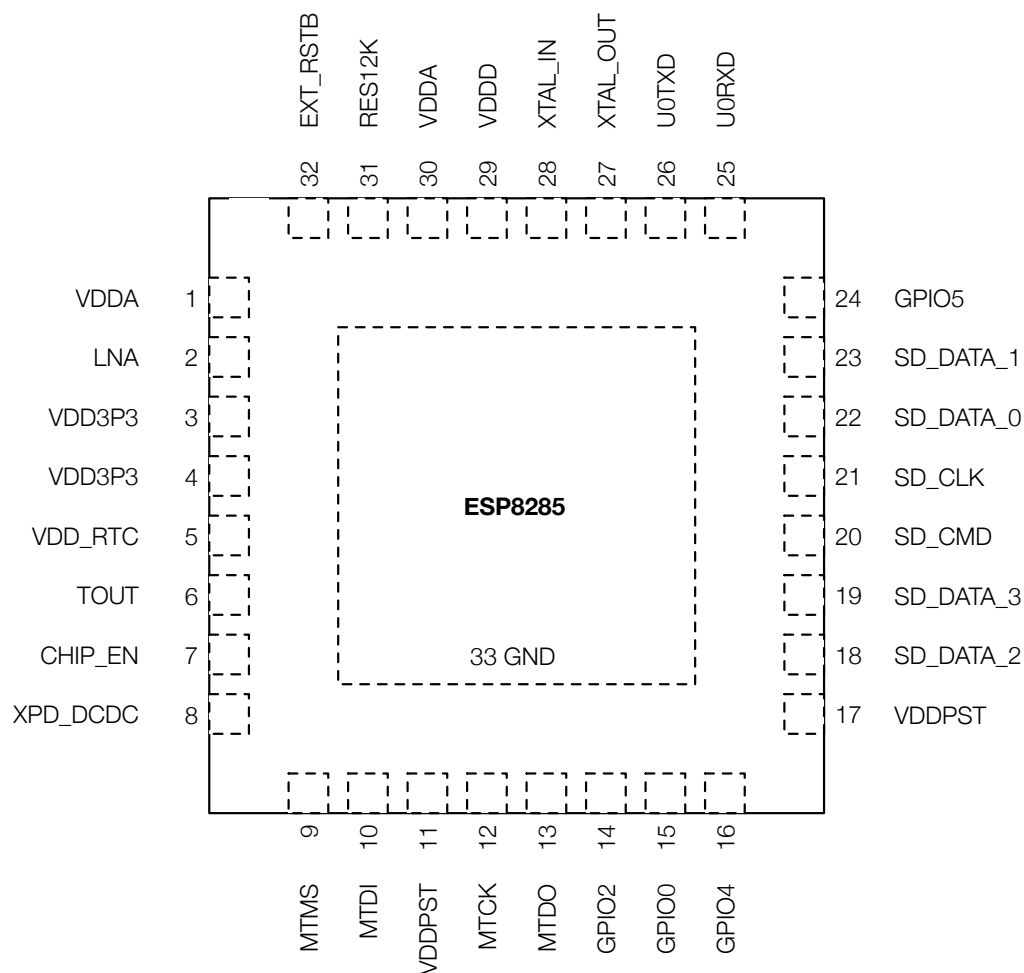 EXT_RSTB
RES12K
VDDA
VDDD
XTAL_IN
XTAL_OUT
U0TXD
U0RXD
32
31
30
29
28
27
26
25
VDDA 1
LNA 2
VDD3P3 3
VDD3P3 4
VDD_RTC 5
TOUT 6
CHIP_EN 7
XPD_DCDC 8
ESP8285
33 GND
24 GPIO5
23 SD_DATA_1
22 SD_DATA_0
21 SD_CLK
20 SD_CMD
19 SD_DATA_3
18 SD_DATA_2
17 VDDPST
9
10
11
12
13
14
15
16
MTMS
MTDI
VDDPST
MTCK
MTDO
GPIO2
GPIO0
GPIO4